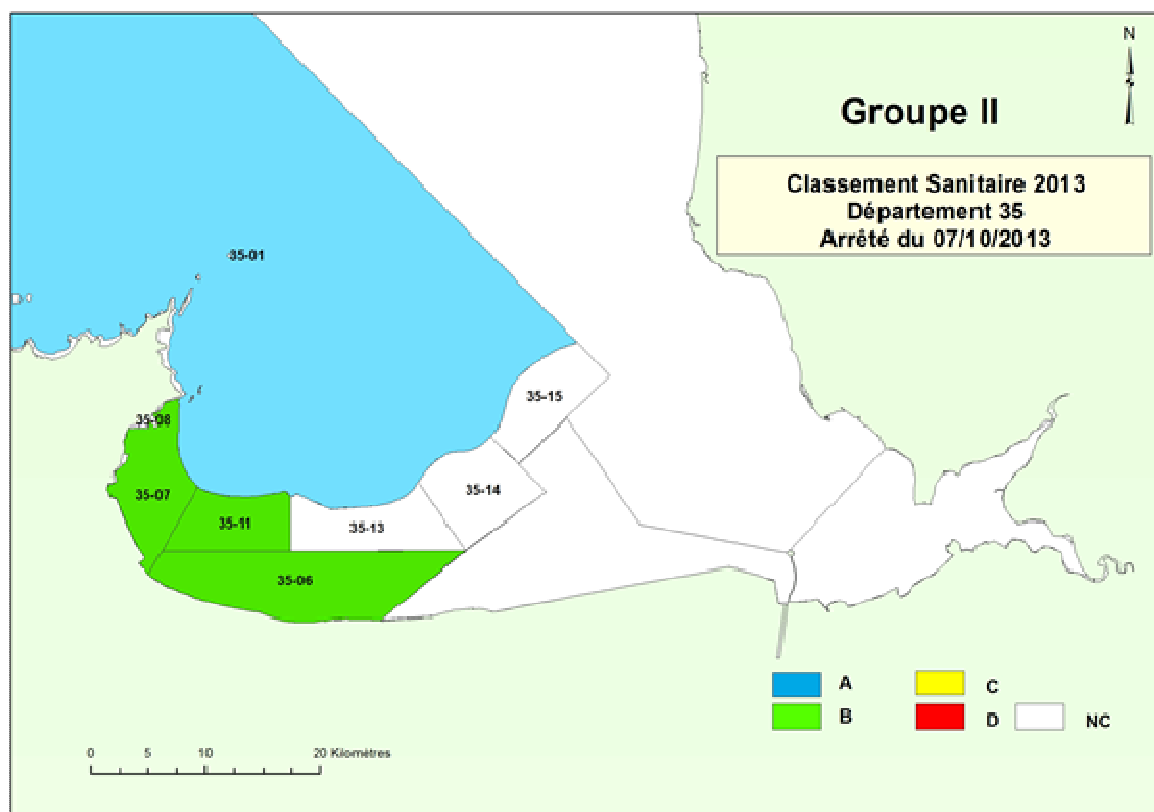 N
Groupe II
Classement Sanitaire 2013
Département 35
Arrêté du 07/10/2013
35-01
35-15
35-08
35-07
35-14
35-11
35-13
35-06
A
C
B
D
NC
0 5 10 20 Kilomètres